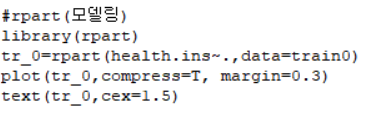 #rpart(모델링)
library(rpart)
tr_0=rpart(health.ins~.,data=train0)
plot(tr_0,compress=T, margin=0.3)
text(tr_0,cex=1.5)